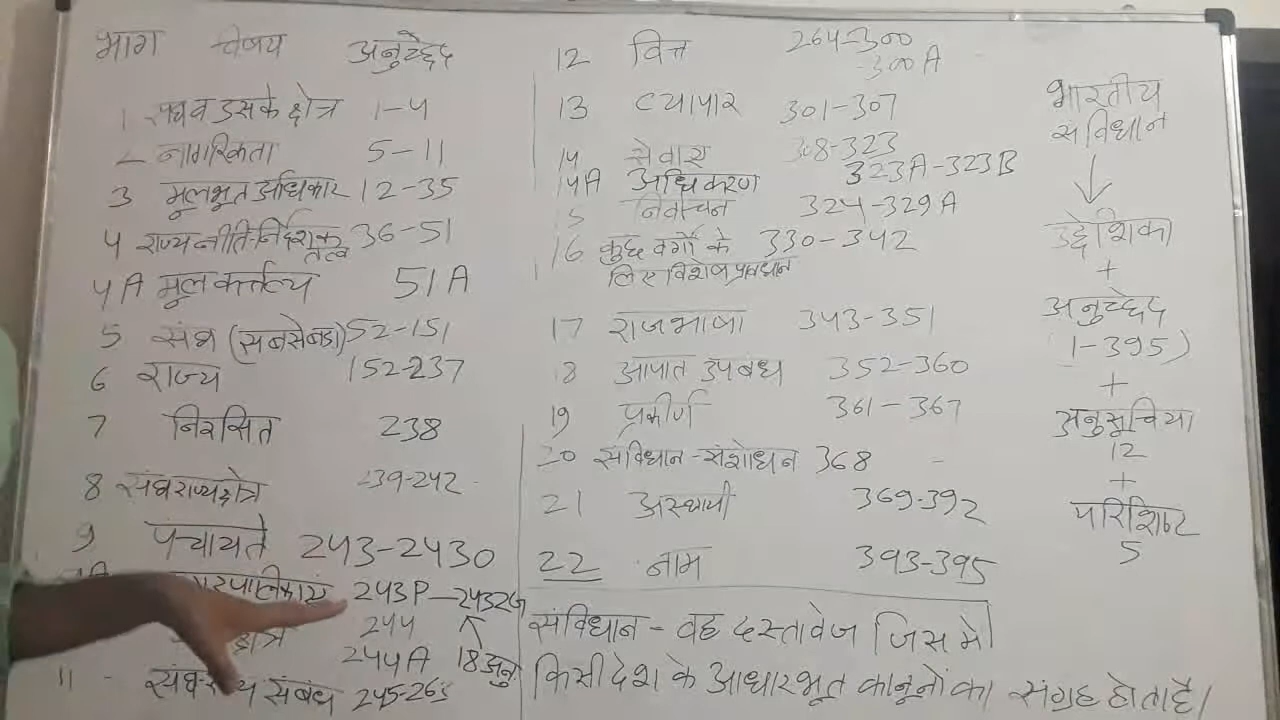 भाग विषय अनुच्छेद
1 संघ व उसके क्षेत्र 1-4
2 नागरिकता 5-11
3 मूलभूत अधिकार 12-35
4 राज्य नीति-निर्देशक तत्व 36-51
4A मूल कर्त्तव्य 51A
5 संघ (सबसे बडा) 52-151
6 राज्य 152-237
7 निरसित 238
8 संघ राज्य क्षेत्र 239-242
9 पंचायते 243-243O
243P-243ZG
क्षेत्र 244
244A 18 अनु
11 संबंध 245-263
12 वित्त 264-300
-300A
13 व्यापार 301-307
14 सेवाए 308-323
14A अधिकरण 323A-323B
5 निर्वाचन 324-329A
16 कुछ वर्गो के 330-342
लिए विशेष प्रवधान
17 राजभाषा 343-351
18 आपात उपबंध 352-360
19 प्रकीर्ण 361-367
20 संविधान-संशोधन 368
21 अस्थायी 369-392
22 नाम 393-395
संविधान - वह दस्तावेज जिस मे
किसी देश के आधारभूत कानूनों का संग्रह होता है।
भारतीय
संविधान
↓
उद्देशिका
+
अनुच्छेद
1-395)
+
अनुसूचिया
12
+
परिशिष्ट
5